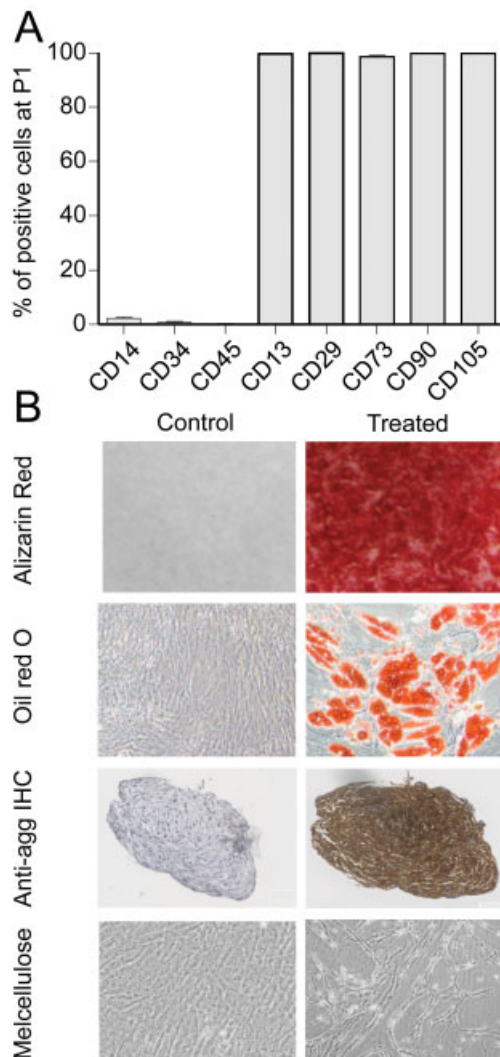 A
% of positive cells at P1
100
80
60
40
20
0
CD14
CD34
CD45
CD13
CD29
CD73
CD90
CD105
B
Control
Treated
Alizarin Red
Oil red O
Anti-agg IHC
Melcellulose